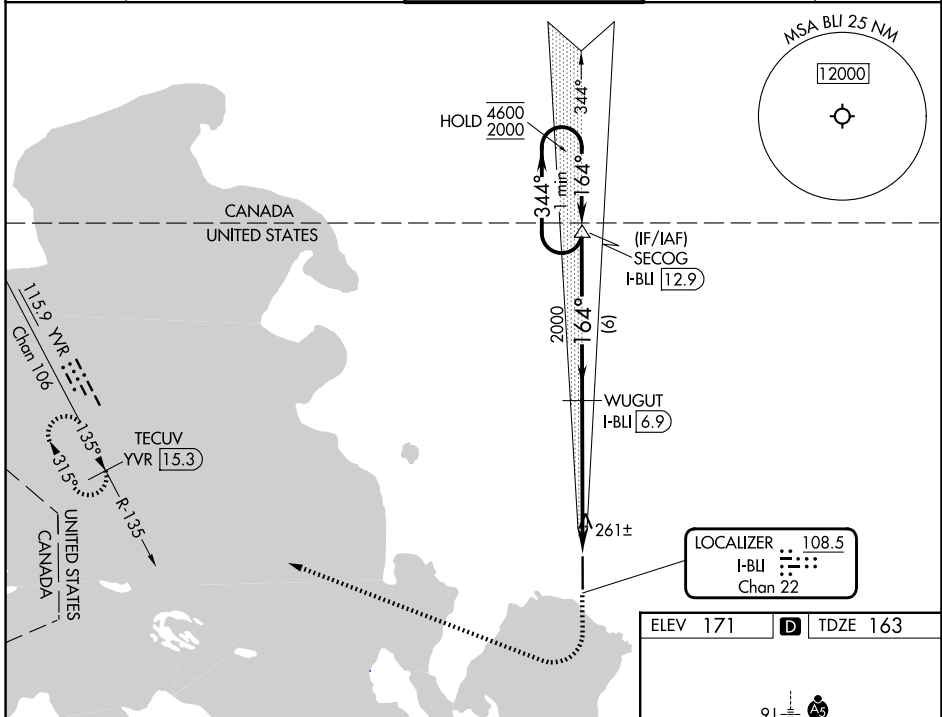 MSA BLI 25 NM
12000
344°
HOLD 4600
2000
344°
1 min
164°
CANADA
UNITED STATES
(IF/IAF)
SECOG
I-BLI 12.9
115.9 YVR
Chan 106
2000
164°
(6)
WUGUT
I-BLI 6.9
135°
TECUV
YVR 15.3
315°
R-135
UNITED STATES
CANADA
261±
LOCALIZER 108.5
I-BLI
Chan 22
ELEV 171 D TDZE 163
91
A5